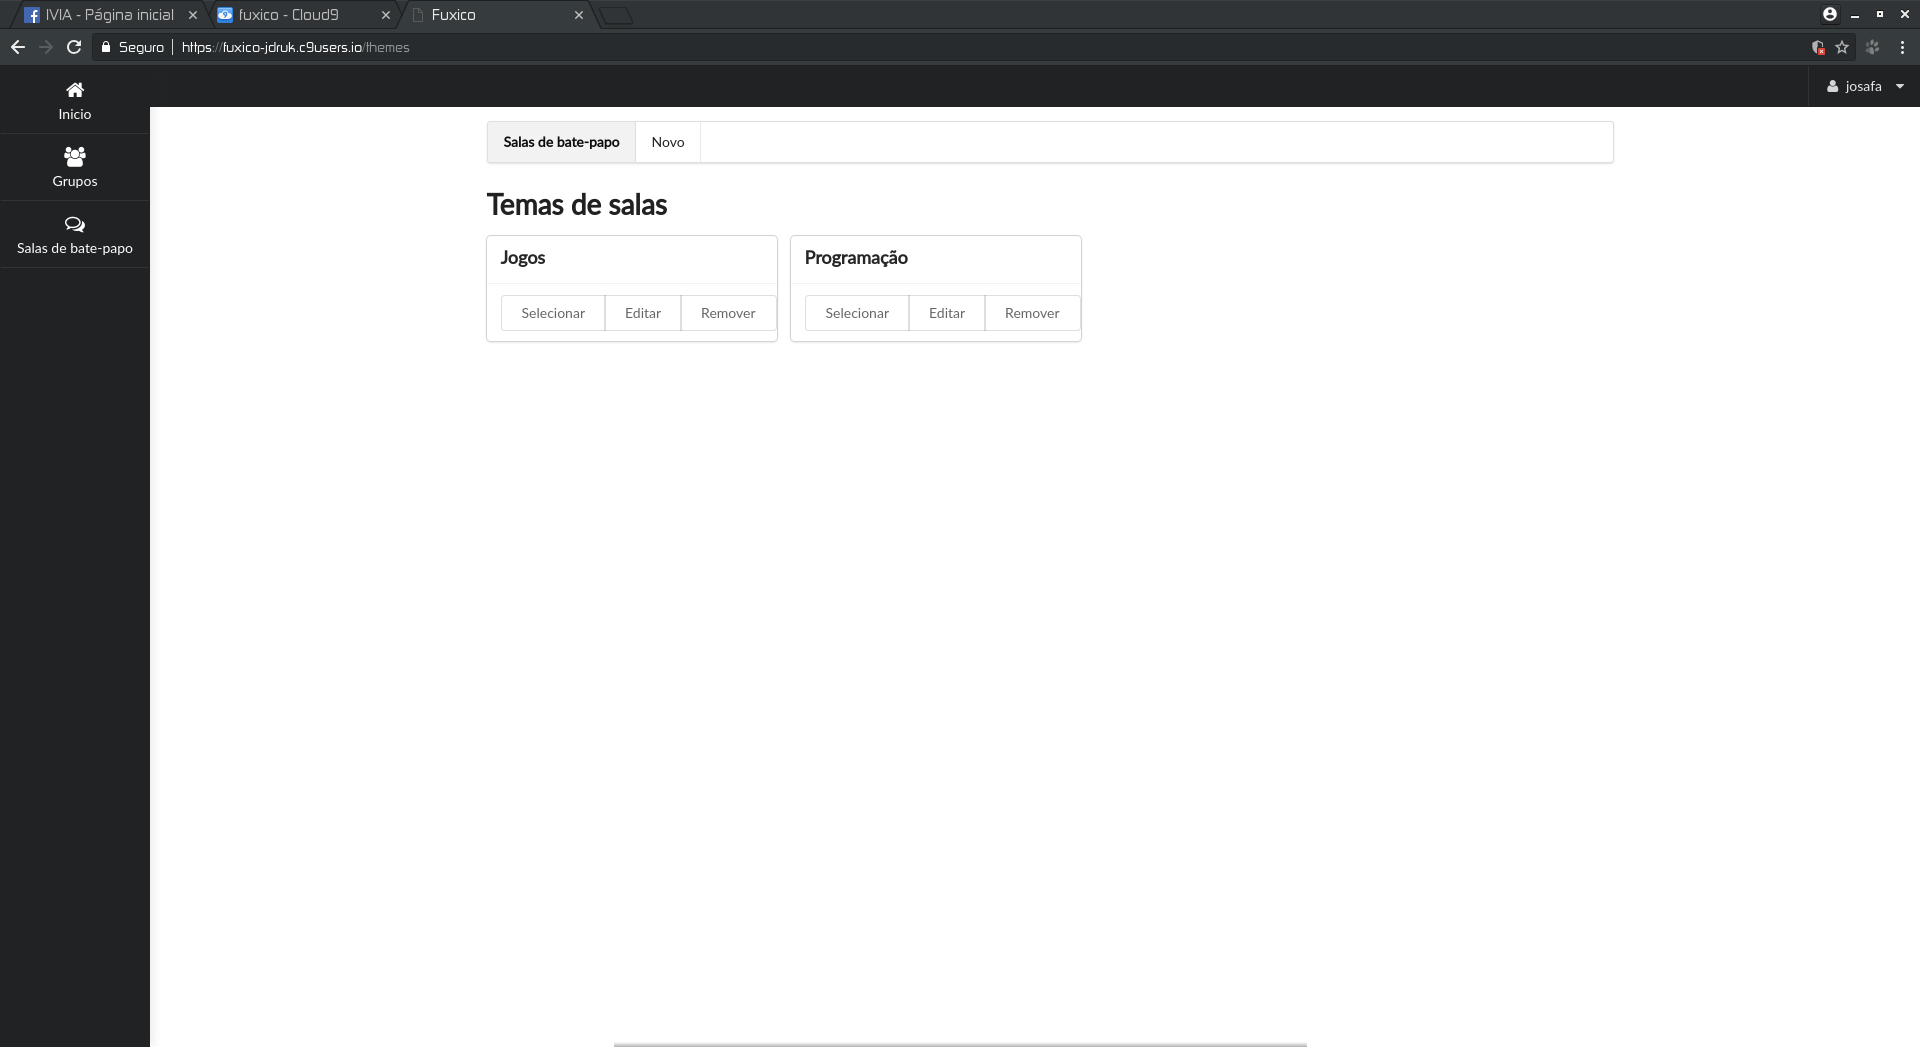 IVIA - Página inicial
fuxico - Cloud9
Fuxico
Seguro
https://fuxico-jdruk.c9users.io/themes
josafa
Inicio
Grupos
Salas de bate-papo
Salas de bate-papo
Novo
Temas de salas
Jogos
Selecionar
Editar
Remover
Programação
Selecionar
Editar
Remover